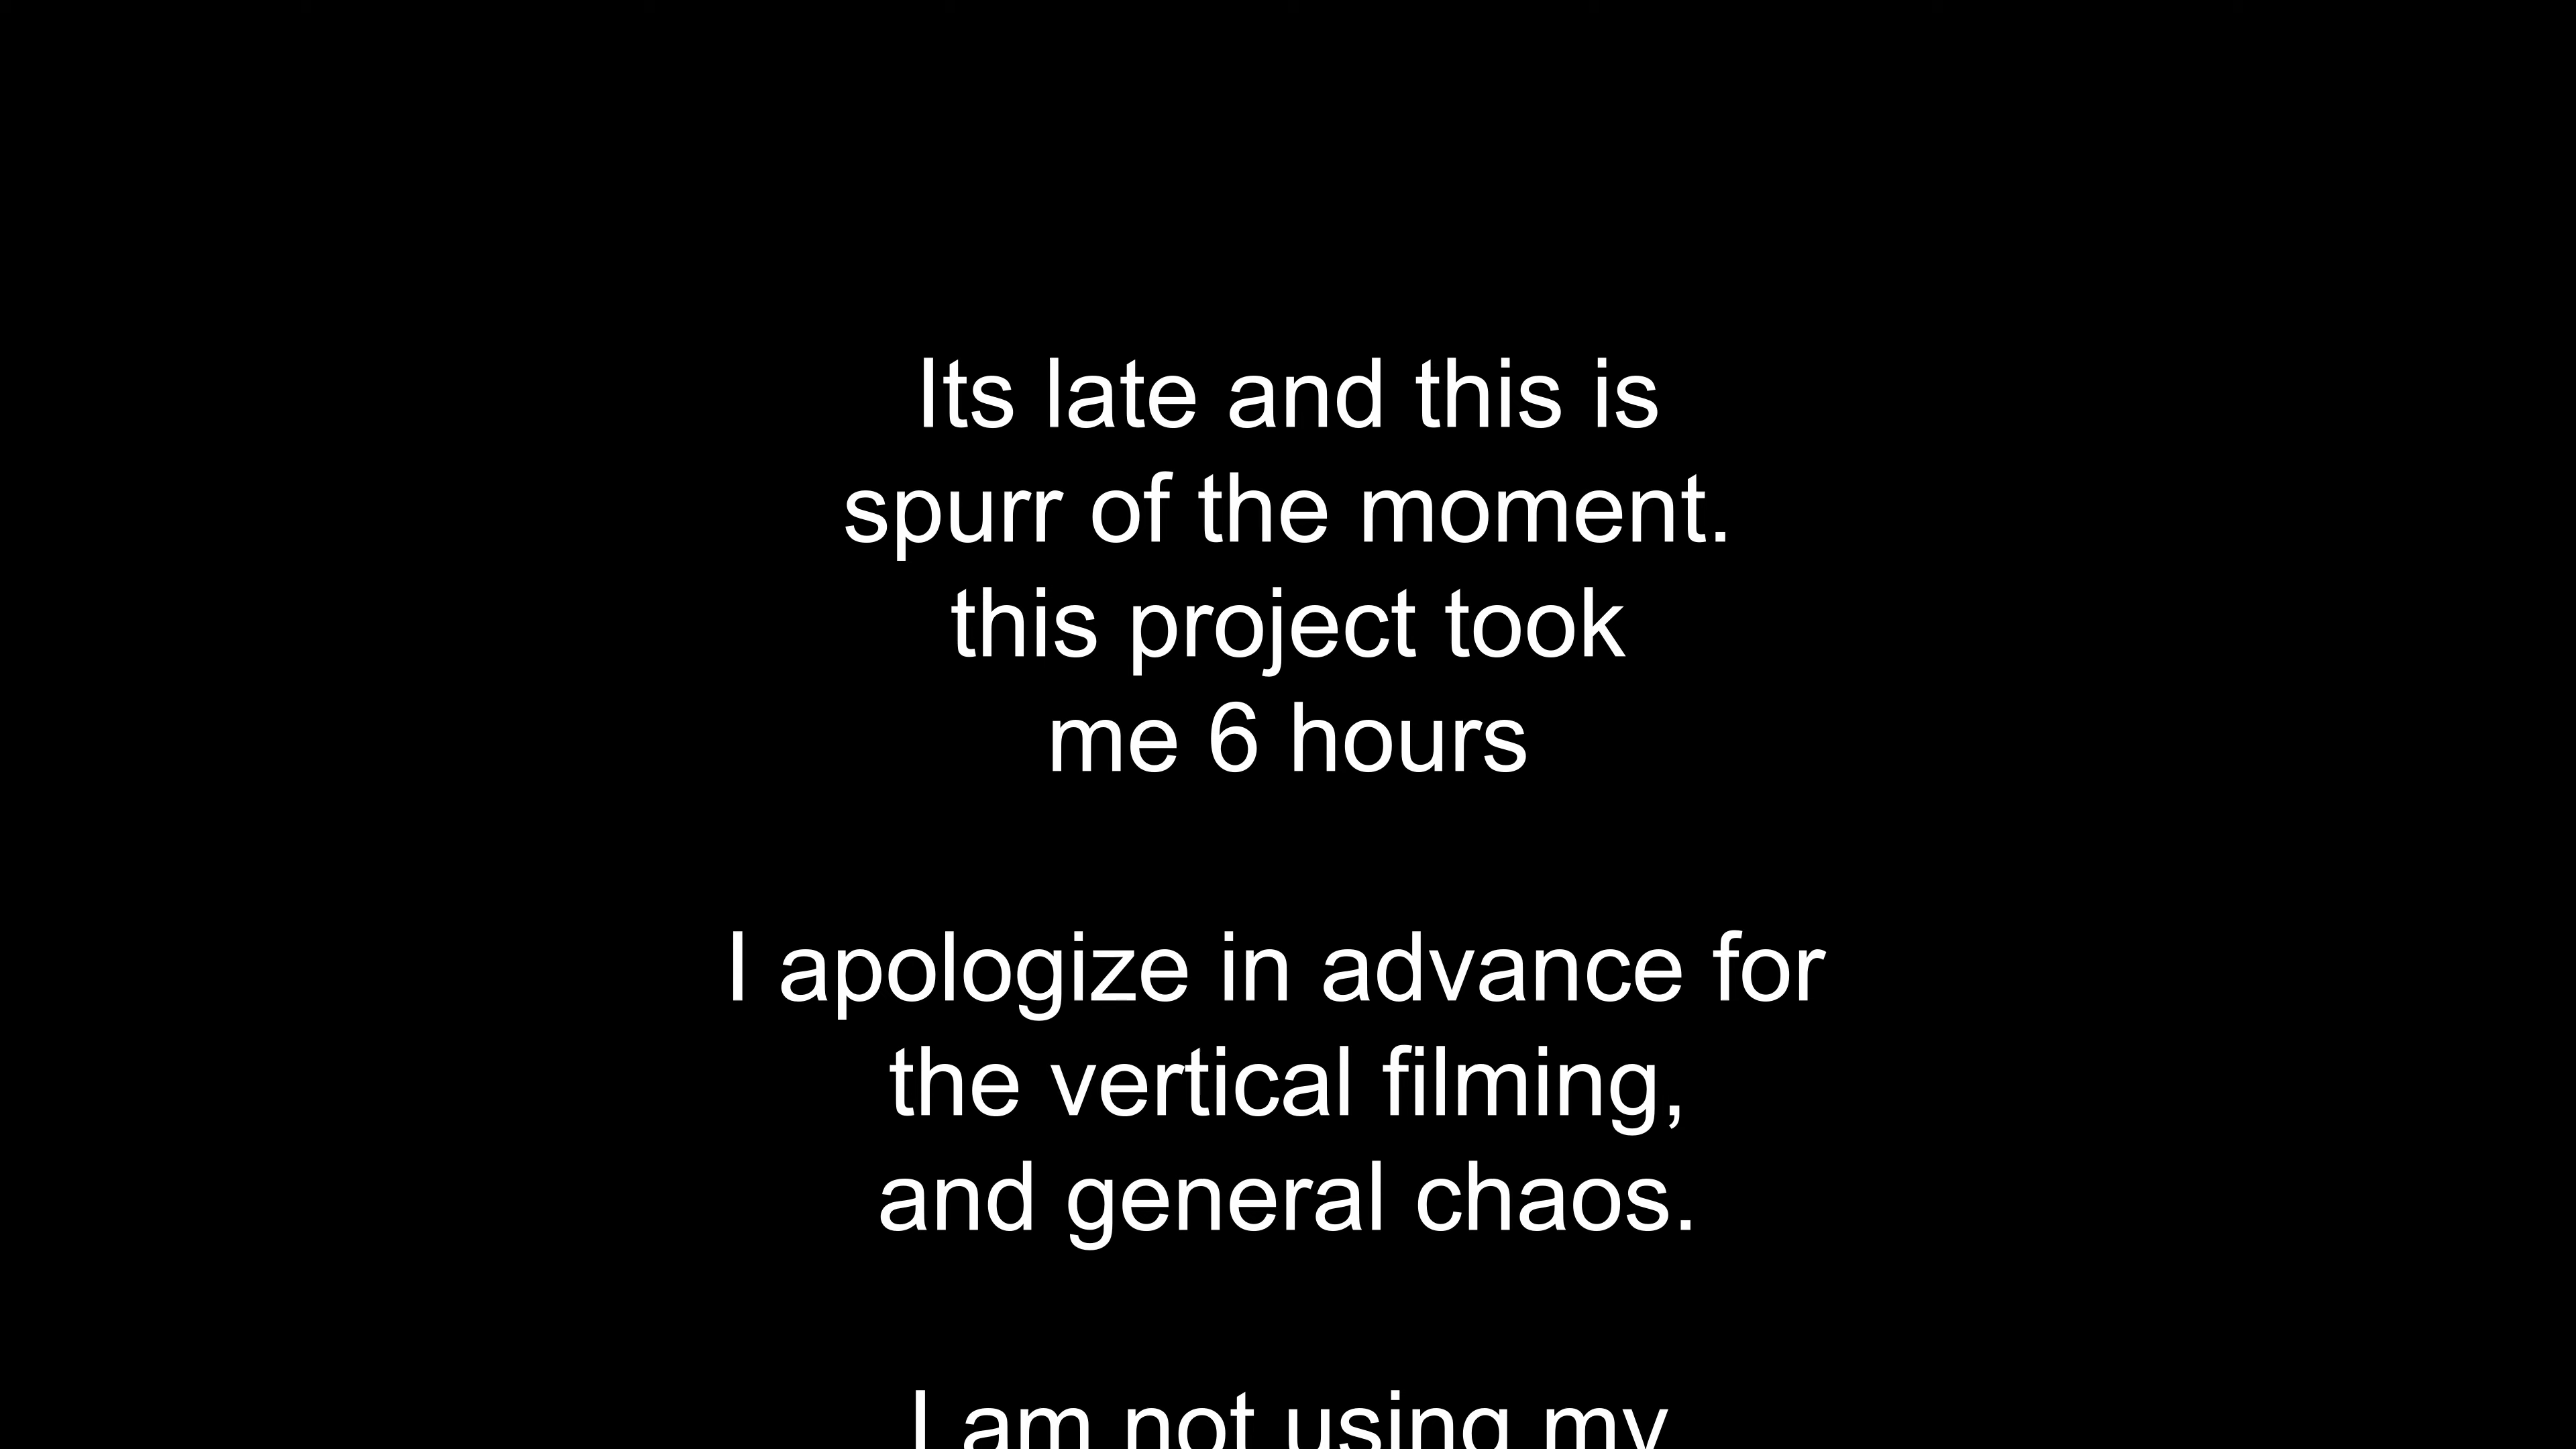 Its late and this is
spurr of the moment.
this project took
me 6 hours
I apologize in advance for
the vertical filming,
and general chaos.
I am not using my